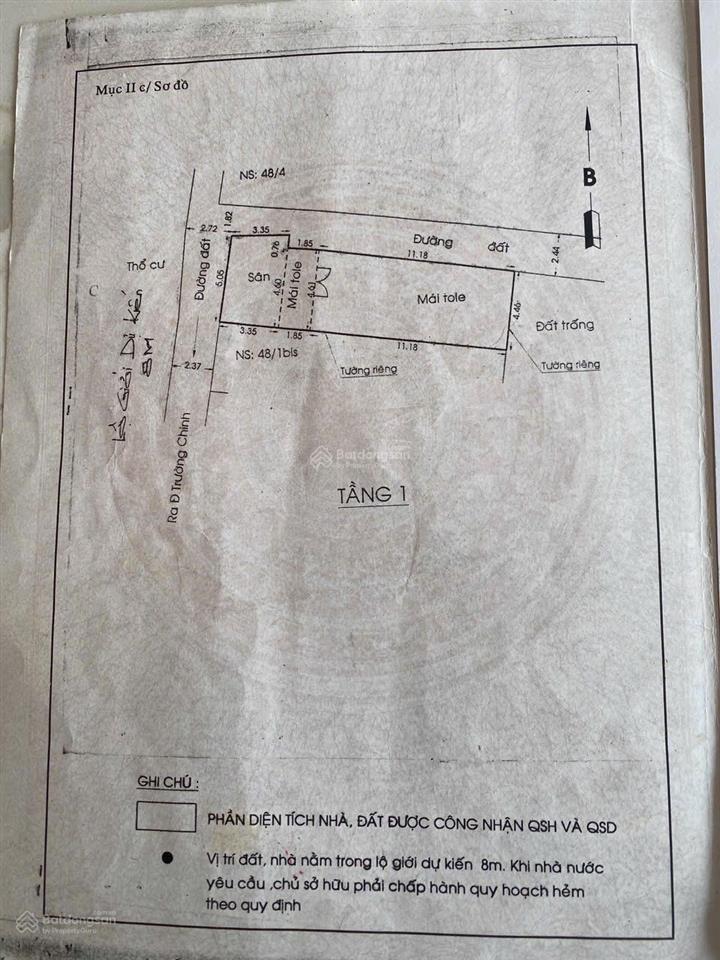 Mục II c/ Sơ đồ
NS: 48/4
B
2.72
1.82
3.35
0.76
1.85
Đường đất
11.18
2.44
Thổ cư
Đường đất
5.05
Sân
4.60
Mái tole
4.61
Mái tole
4.46
Đất trống
C
Lộ Giới Dự Kiến
8M
3.35
1.85
11.18
NS: 48/1bis
Tường riêng
Tường riêng
2.37
Ra Đ Trường Chinh
Batdongsan
TẦNG 1
GHI CHÚ :
PHẦN DIỆN TÍCH NHÀ, ĐẤT ĐƯỢC CÔNG NHẬN QSH VÀ QSD
Vị trí đất, nhà nằm trong lộ giới dự kiến 8m. Khi nhà nước
yêu cầu ,chủ sở hữu phải chấp hành quy hoạch hẻm
theo quy định
Batdongsan
by PropertyGuru